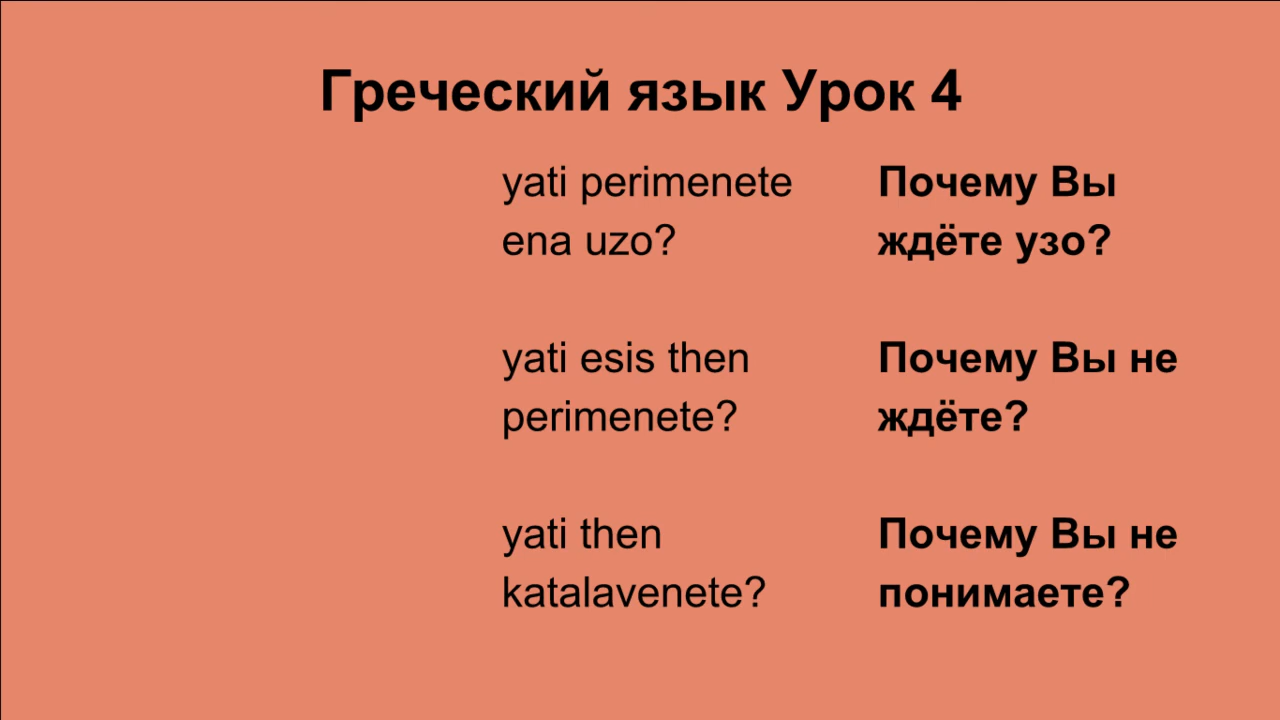 Греческий язык Урок 4
yati perimenete
ena uzo?
Почему Вы
ждёте узо?
yati esis then
perimenete?
Почему Вы не
ждёте?
yati then
katalavenete?
Почему Вы не
понимаете?